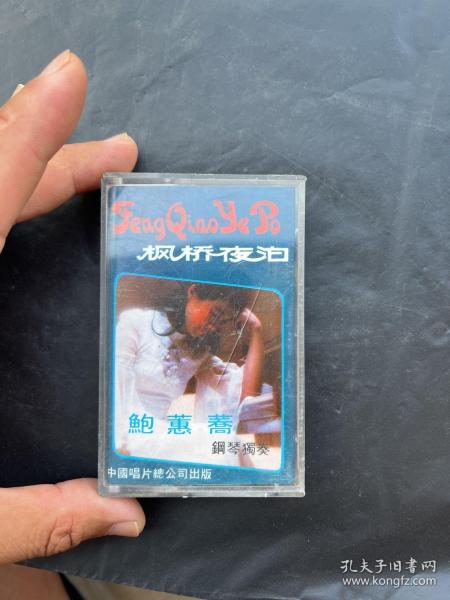 Feng Qiao Ye Po
枫桥夜泊
鮑蕙蕎
鋼琴獨奏
中國唱片總公司出版
孔夫子旧书网
www.kongfz.com